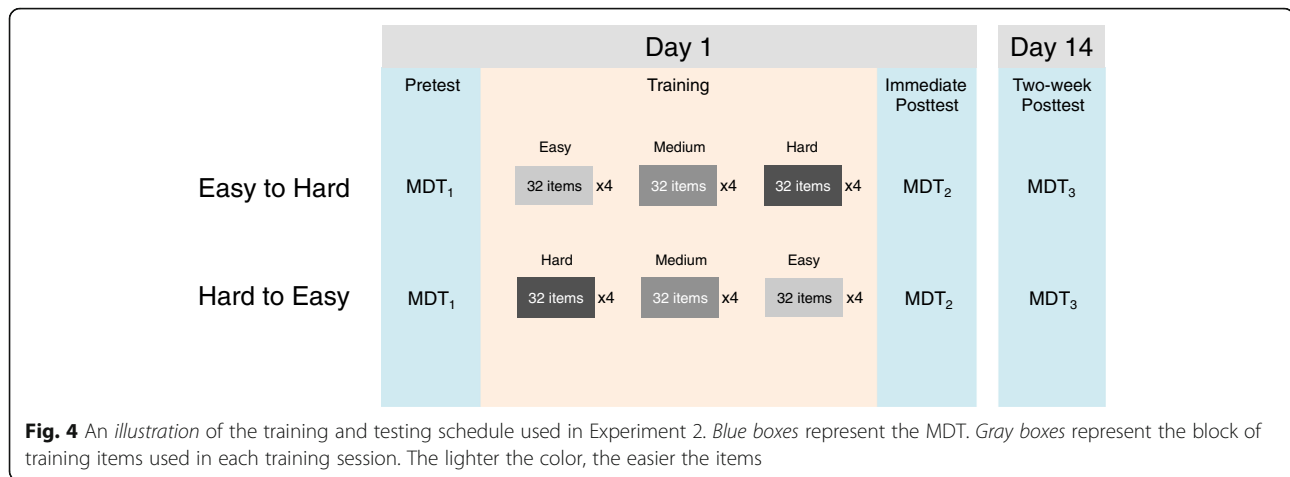 Day 1
Day 14
Pretest
Training
Immediate
Posttest
Two-week
Posttest
Easy
Medium
Hard
Easy to Hard
MDT₁
32 items x4
32 items x4
32 items x4
MDT₂
MDT₃
Hard
Medium
Easy
Hard to Easy
MDT₁
32 items x4
32 items x4
32 items x4
MDT₂
MDT₃
Fig. 4 An illustration of the training and testing schedule used in Experiment 2. Blue boxes represent the MDT. Gray boxes represent the block of
training items used in each training session. The lighter the color, the easier the items